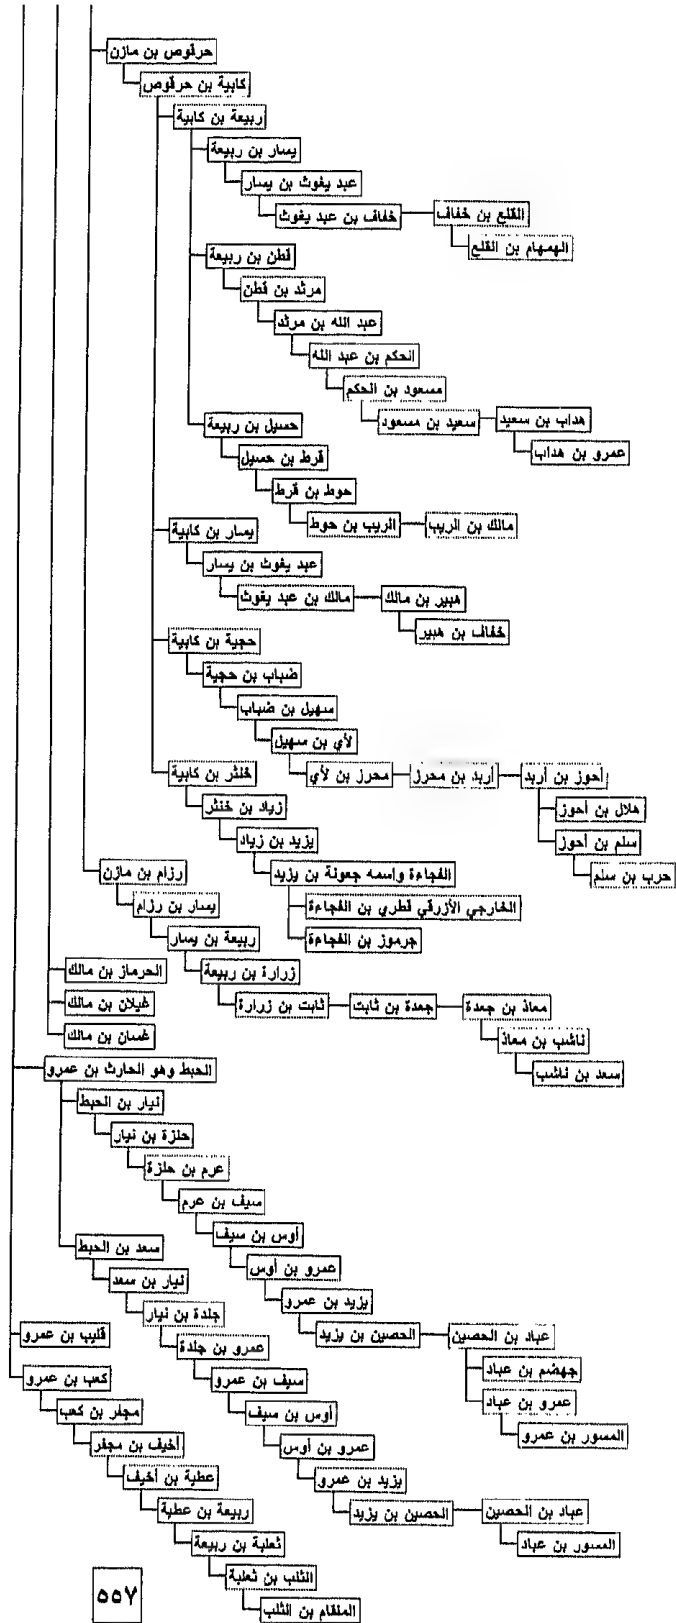 حرقوص بن مازن
كابية بن حرقوص
ربيعة بن كابية
يسار بن ربيعة
عبد يغوث بن يسار
خفاف بن عبد يغوث
القلع بن خفاف
الهمهام بن القلع
قطن بن ربيعة
مرثد بن قطن
عبد الله بن مرثد
الحكم بن عبد الله
مسعود بن الحكم
سعيد بن مسعود
هداب بن سعيد
عمرو بن هداب
حسيل بن ربيعة
قرط بن حسيل
حوط بن قرط
الريب بن حوط
مالك بن الريب
يسار بن كابية
عبد يغوث بن يسار
مالك بن عبد يغوث
هبير بن مالك
خفاف بن هبير
حجية بن كابية
ضباب بن حجية
سهيل بن ضباب
لأي بن سهيل
محرز بن لأي
أربد بن محرز
أحوز بن أربد
هلال بن أحوز
سلم بن أحوز
حرب بن سلم
خنثر بن كابية
زياد بن خنثر
يزيد بن زياد
الفجاءة واسمه جعونة بن يزيد
الخارجي الأزرقي قطري بن الفجاءة
جرموز بن الفجاءة
رزام بن مازن
يسار بن رزام
ربيعة بن يسار
زرارة بن ربيعة
ثابت بن زرارة
جعدة بن ثابت
معاذ بن جعدة
ناشب بن معاذ
سعد بن ناشب
الحرماز بن مالك
غيلان بن مالك
غسان بن مالك
الحبط وهو الحارث بن عمرو
نيار بن الحبط
حلزة بن نيار
عرم بن حلزة
سيف بن عرم
أوس بن سيف
عمرو بن أوس
يزيد بن عمرو
الحصين بن يزيد
عباد بن الحصين
جهضم بن عباد
عمرو بن عباد
المسور بن عمرو
سعد بن الحبط
نيار بن سعد
جلدة بن نيار
عمرو بن جلدة
سيف بن عمرو
أوس بن سيف
عمرو بن أوس
يزيد بن عمرو
الحصين بن يزيد
عباد بن الحصين
المسور بن عباد
قليب بن عمرو
كعب بن عمرو
مجفر بن كعب
أخيف بن مجفر
عطية بن أخيف
ربيعة بن عطية
ثعلبة بن ربيعة
الثلب بن ثعلبة
الملقام بن الثلب
٥٥٧